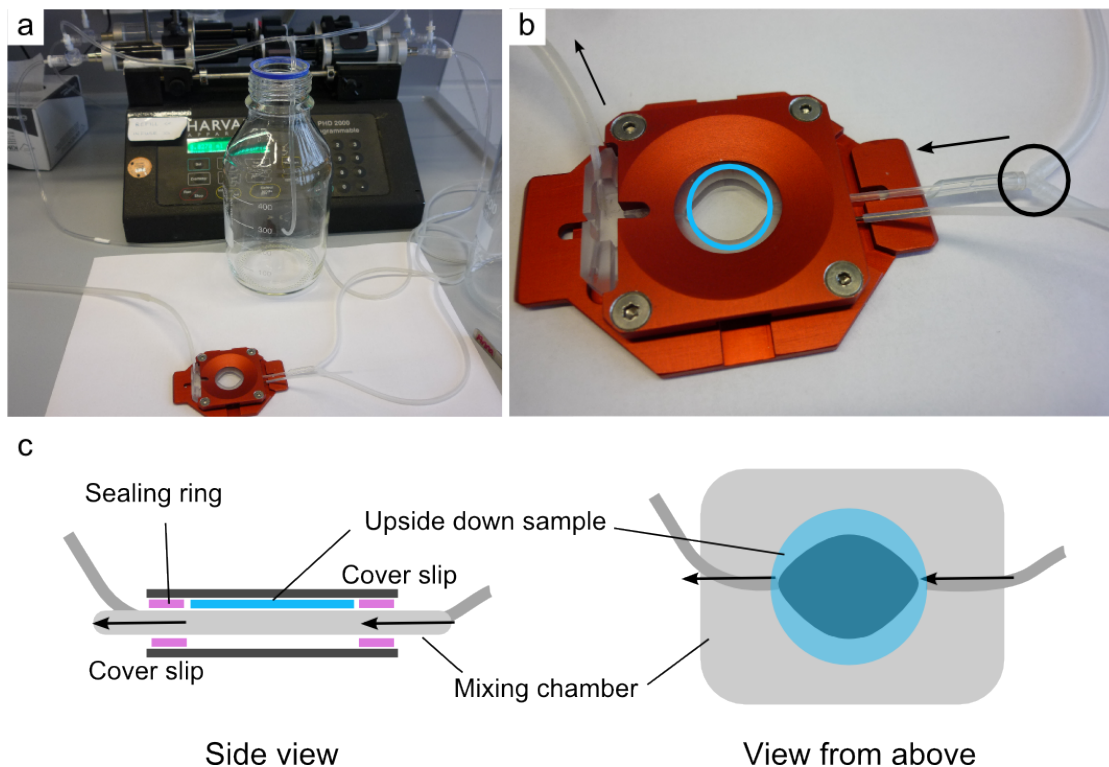 a
b
HARVA
PHD 2000
ogrammable
400
300
c
Sealing ring
Upside down sample
Cover slip
Cover slip
Mixing chamber
Side view
View from above